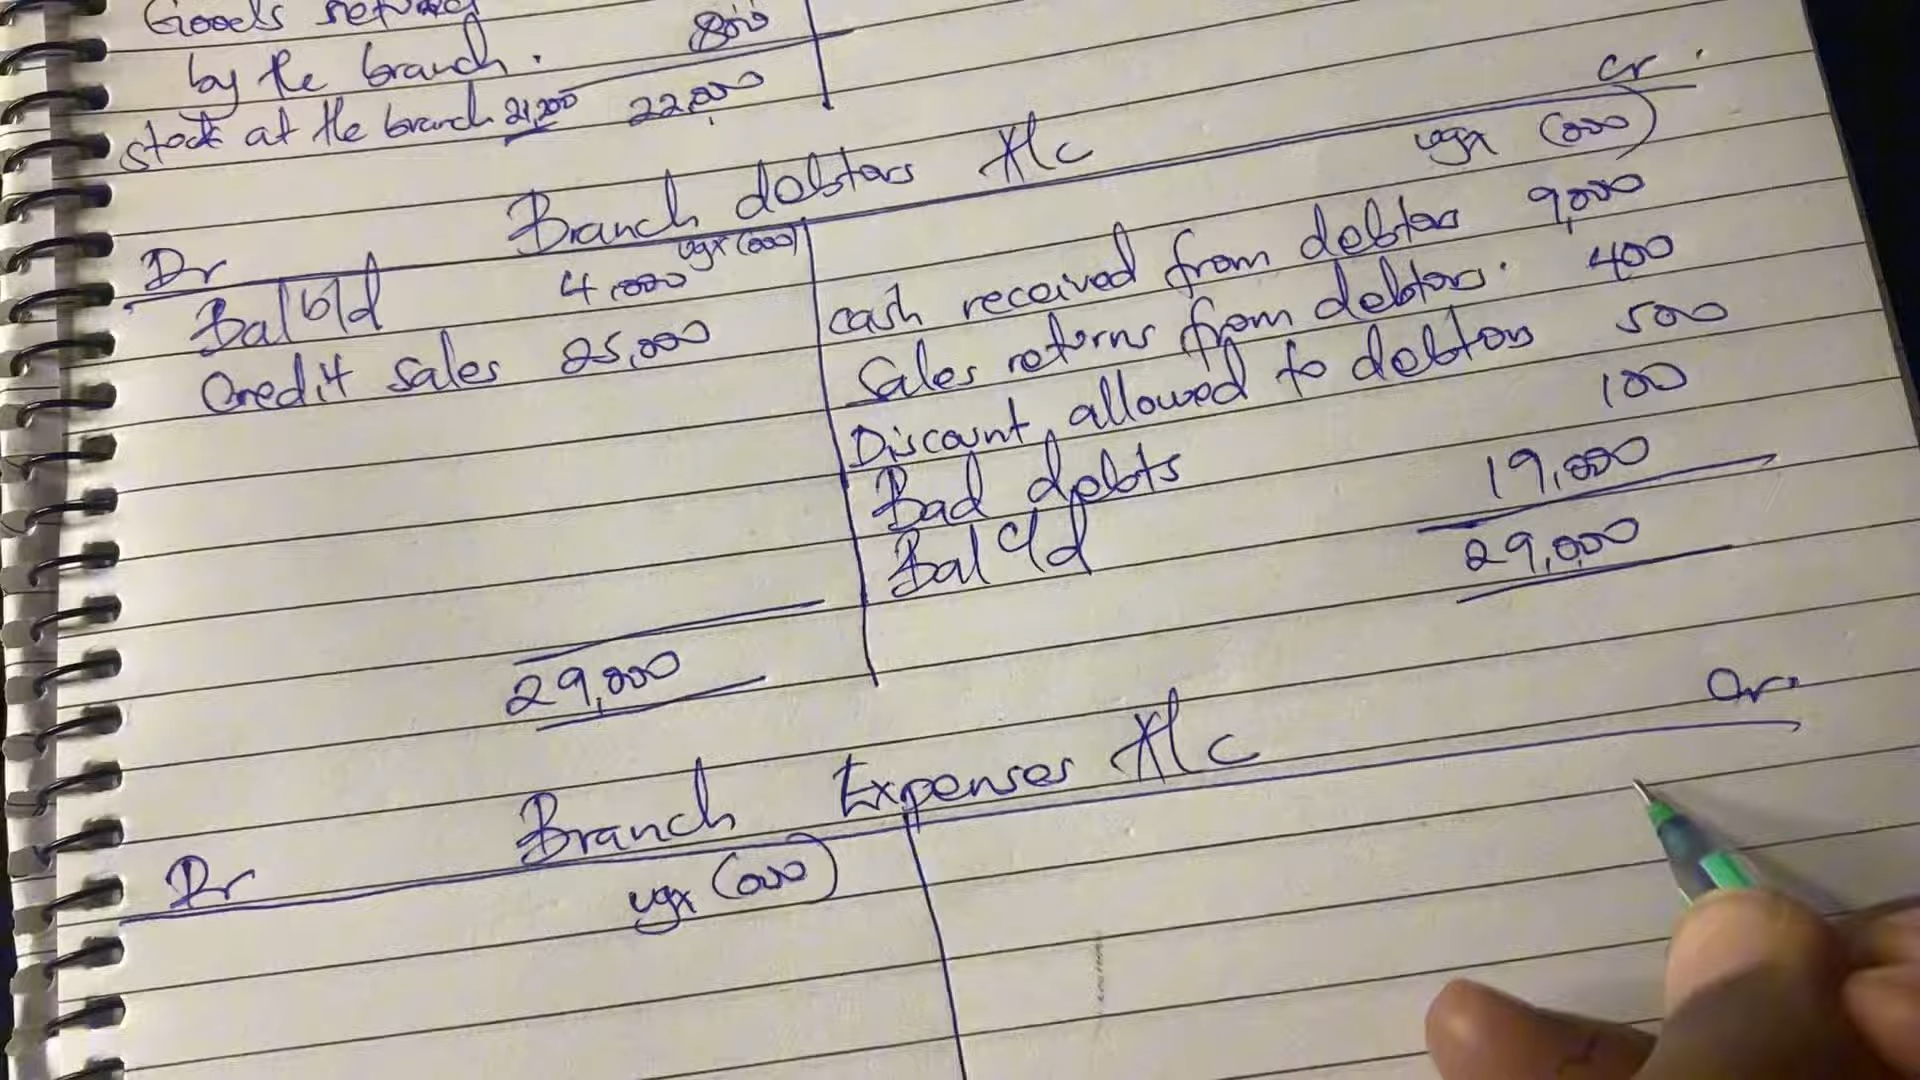 Goods returned 800
by the branch.
stock at the branch 21,200 22,000
Branch debtors A/c Cr.
Dr ugx (000) ugx (000)
Bal b/d 4,000 cash received from debtors 9,000
Credit sales 25,000 Sales returns from debtors. 400
Discount allowed to debtors 500
Bad debts 100
Bal c/d 19,000
29,000 29,000
Branch Expenses A/c Cr.
Dr ugx (000)